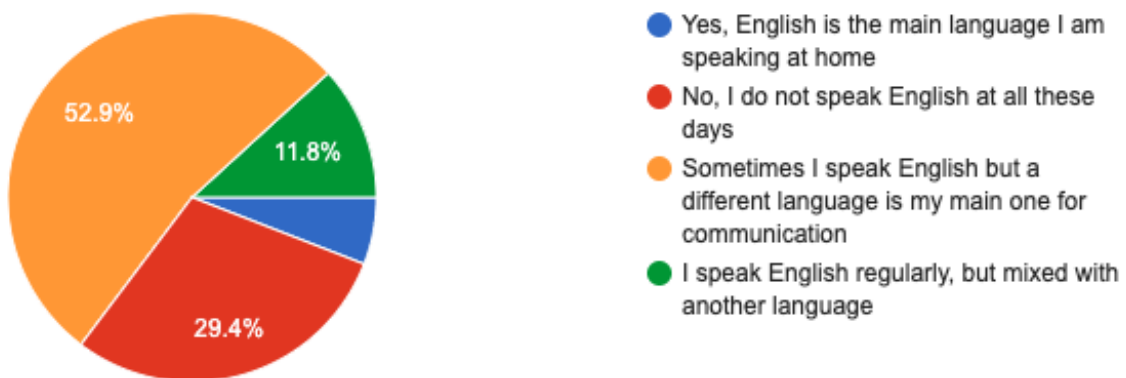 52.9%
11.8%
29.4%
Yes, English is the main language I am
speaking at home
No, I do not speak English at all these
days
Sometimes I speak English but a
different language is my main one for
communication
I speak English regularly, but mixed with
another language